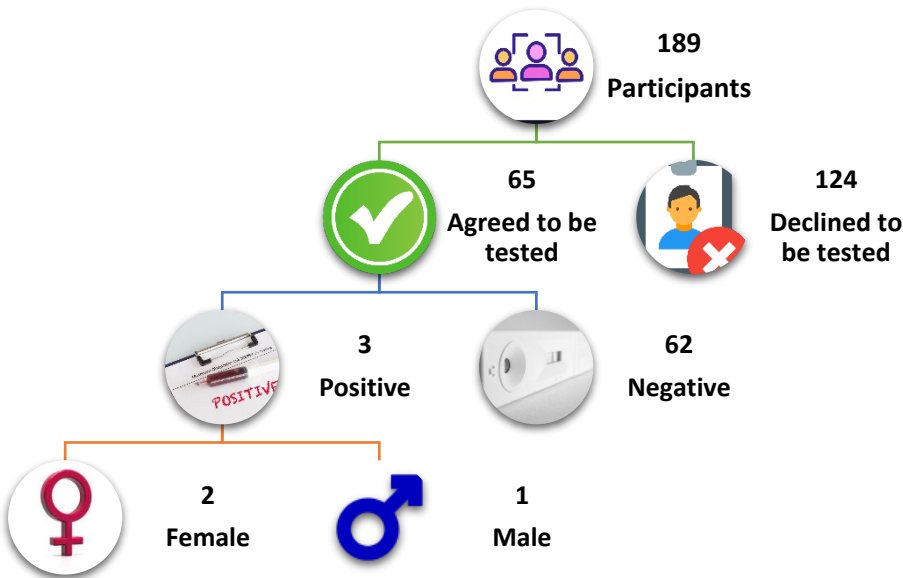 189
Participants
65
Agreed to be
tested
124
Declined to
be tested
3
Positive
62
Negative
POSITIVE
2
Female
1
Male